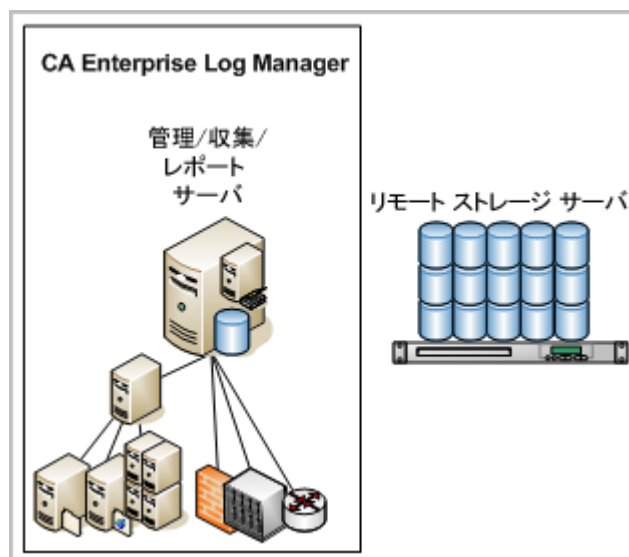 CA Enterprise Log Manager
管理/収集/
レポート
サーバ
リモート ストレージ サーバ